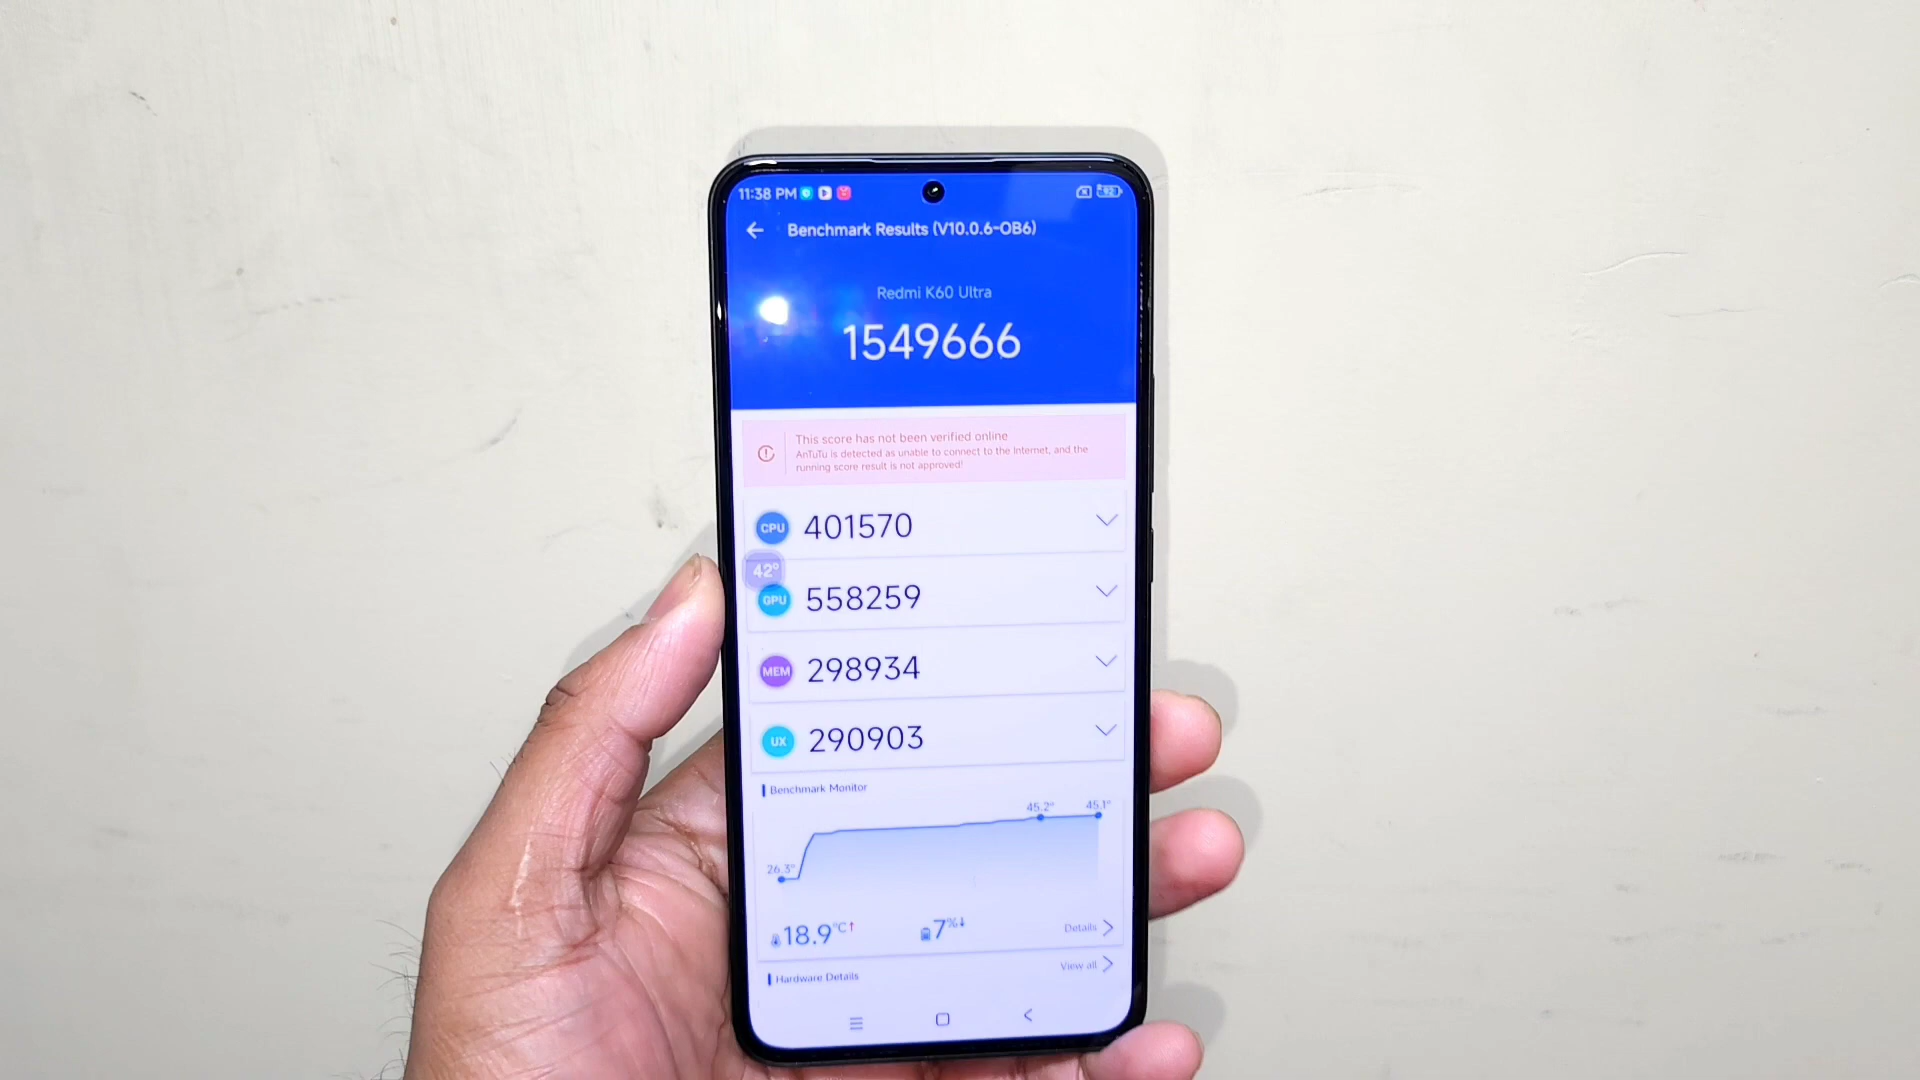 11:38 PM 92
Benchmark Results (V10.0.6-OB6)
Redmi K60 Ultra
1549666
This score has not been verified online
AnTuTu is detected as unable to connect to the Internet, and the
running score result is not approved!
CPU 401570
42°
GPU 558259
MEM 298934
UX 290903
Benchmark Monitor
45.2° 45.1°
26.3°
18.9°C↑ 7%↓ Details
Hardware Details View all